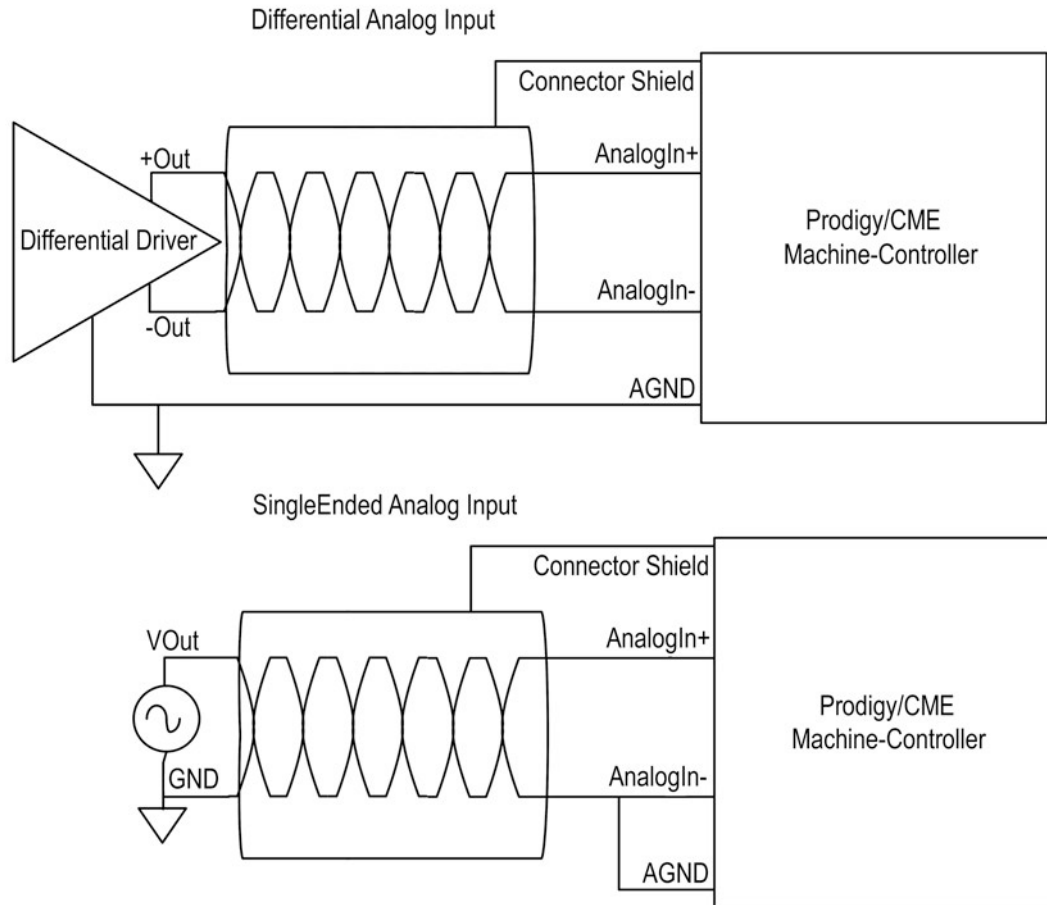 Differential Analog Input
Connector Shield
+Out
AnalogIn+
Differential Driver
Prodigy/CME
Machine-Controller
AnalogIn-
-Out
AGND
SingleEnded Analog Input
Connector Shield
VOut
AnalogIn+
Prodigy/CME
Machine-Controller
GND
AnalogIn-
AGND